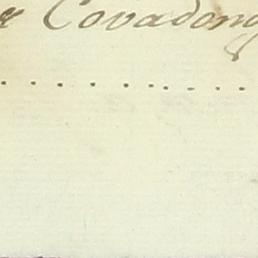 Covadong
. . . . . . . . . .